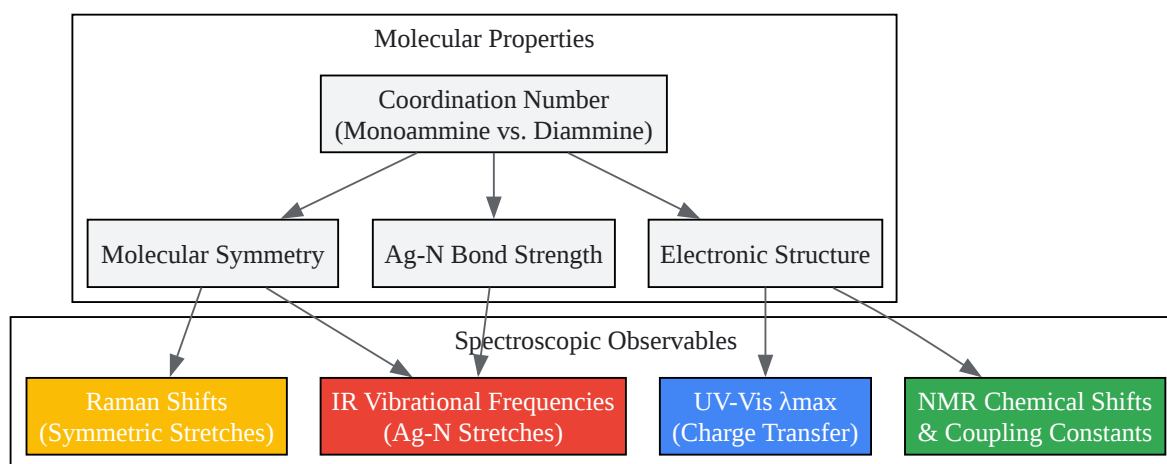 Molecular Properties
Coordination Number
(Monoammine vs. Diammine)
Molecular Symmetry
Ag-N Bond Strength
Electronic Structure
Spectroscopic Observables
Raman Shifts
(Symmetric Stretches)
IR Vibrational Frequencies
(Ag-N Stretches)
UV-Vis λmax
(Charge Transfer)
NMR Chemical Shifts
& Coupling Constants